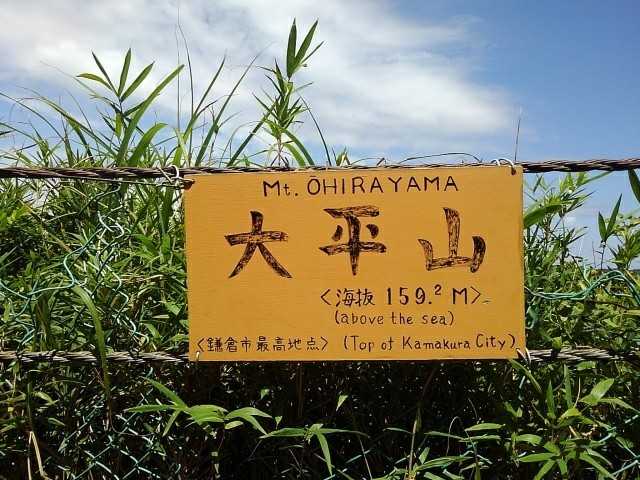 Mt. ŌHIRAYAMA
大平山
<海抜 159.² M>
(above the sea)
<鎌倉市最高地点> (Top of Kamakura City)